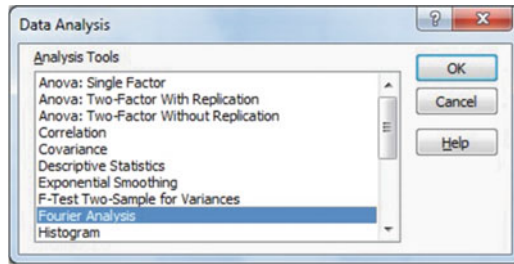 Data Analysis
Analysis Tools
Anova: Single Factor
Anova: Two-Factor With Replication
Anova: Two-Factor Without Replication
Correlation
Covariance
Descriptive Statistics
Exponential Smoothing
F-Test Two-Sample for Variances
Fourier Analysis
Histogram
OK
Cancel
Help